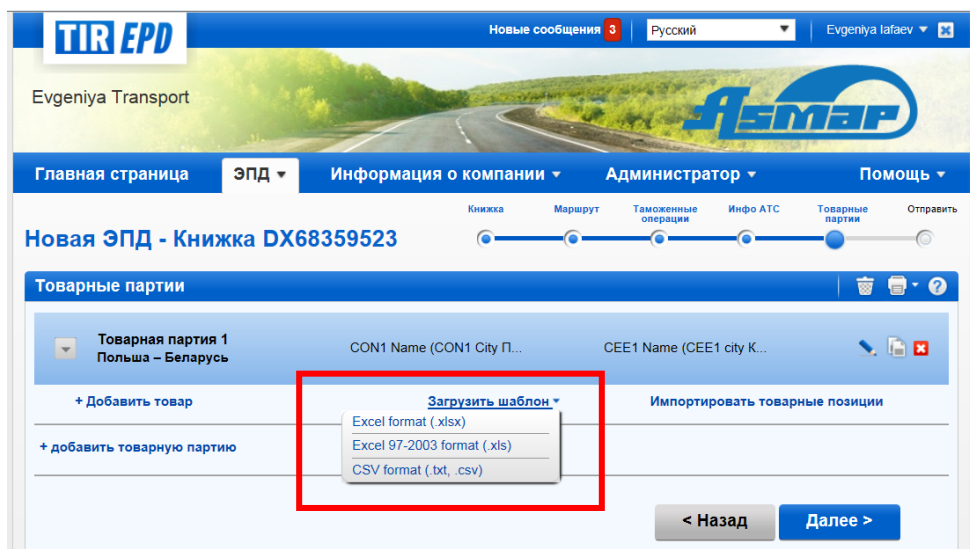 TIR EPD
Новые сообщения 3
Русский
Evgeniya Iafaev
Evgeniya Transport
Asmap
Главная страница
ЭПД
Информация о компании
Администратор
Помощь
Новая ЭПД - Книжка DX68359523
Книжка
Маршрут
Таможенные
операции
Инфо АТС
Товарные
партии
Отправить
Товарные партии
?
Товарная партия 1
Польша – Беларусь
CON1 Name (CON1 City П...
CEE1 Name (CEE1 city К...
+ Добавить товар
Загрузить шаблон
Импортировать товарные позиции
Excel format (.xlsx)
Excel 97-2003 format (.xls)
CSV format (.txt, .csv)
+ добавить товарную партию
< Назад
Далее >